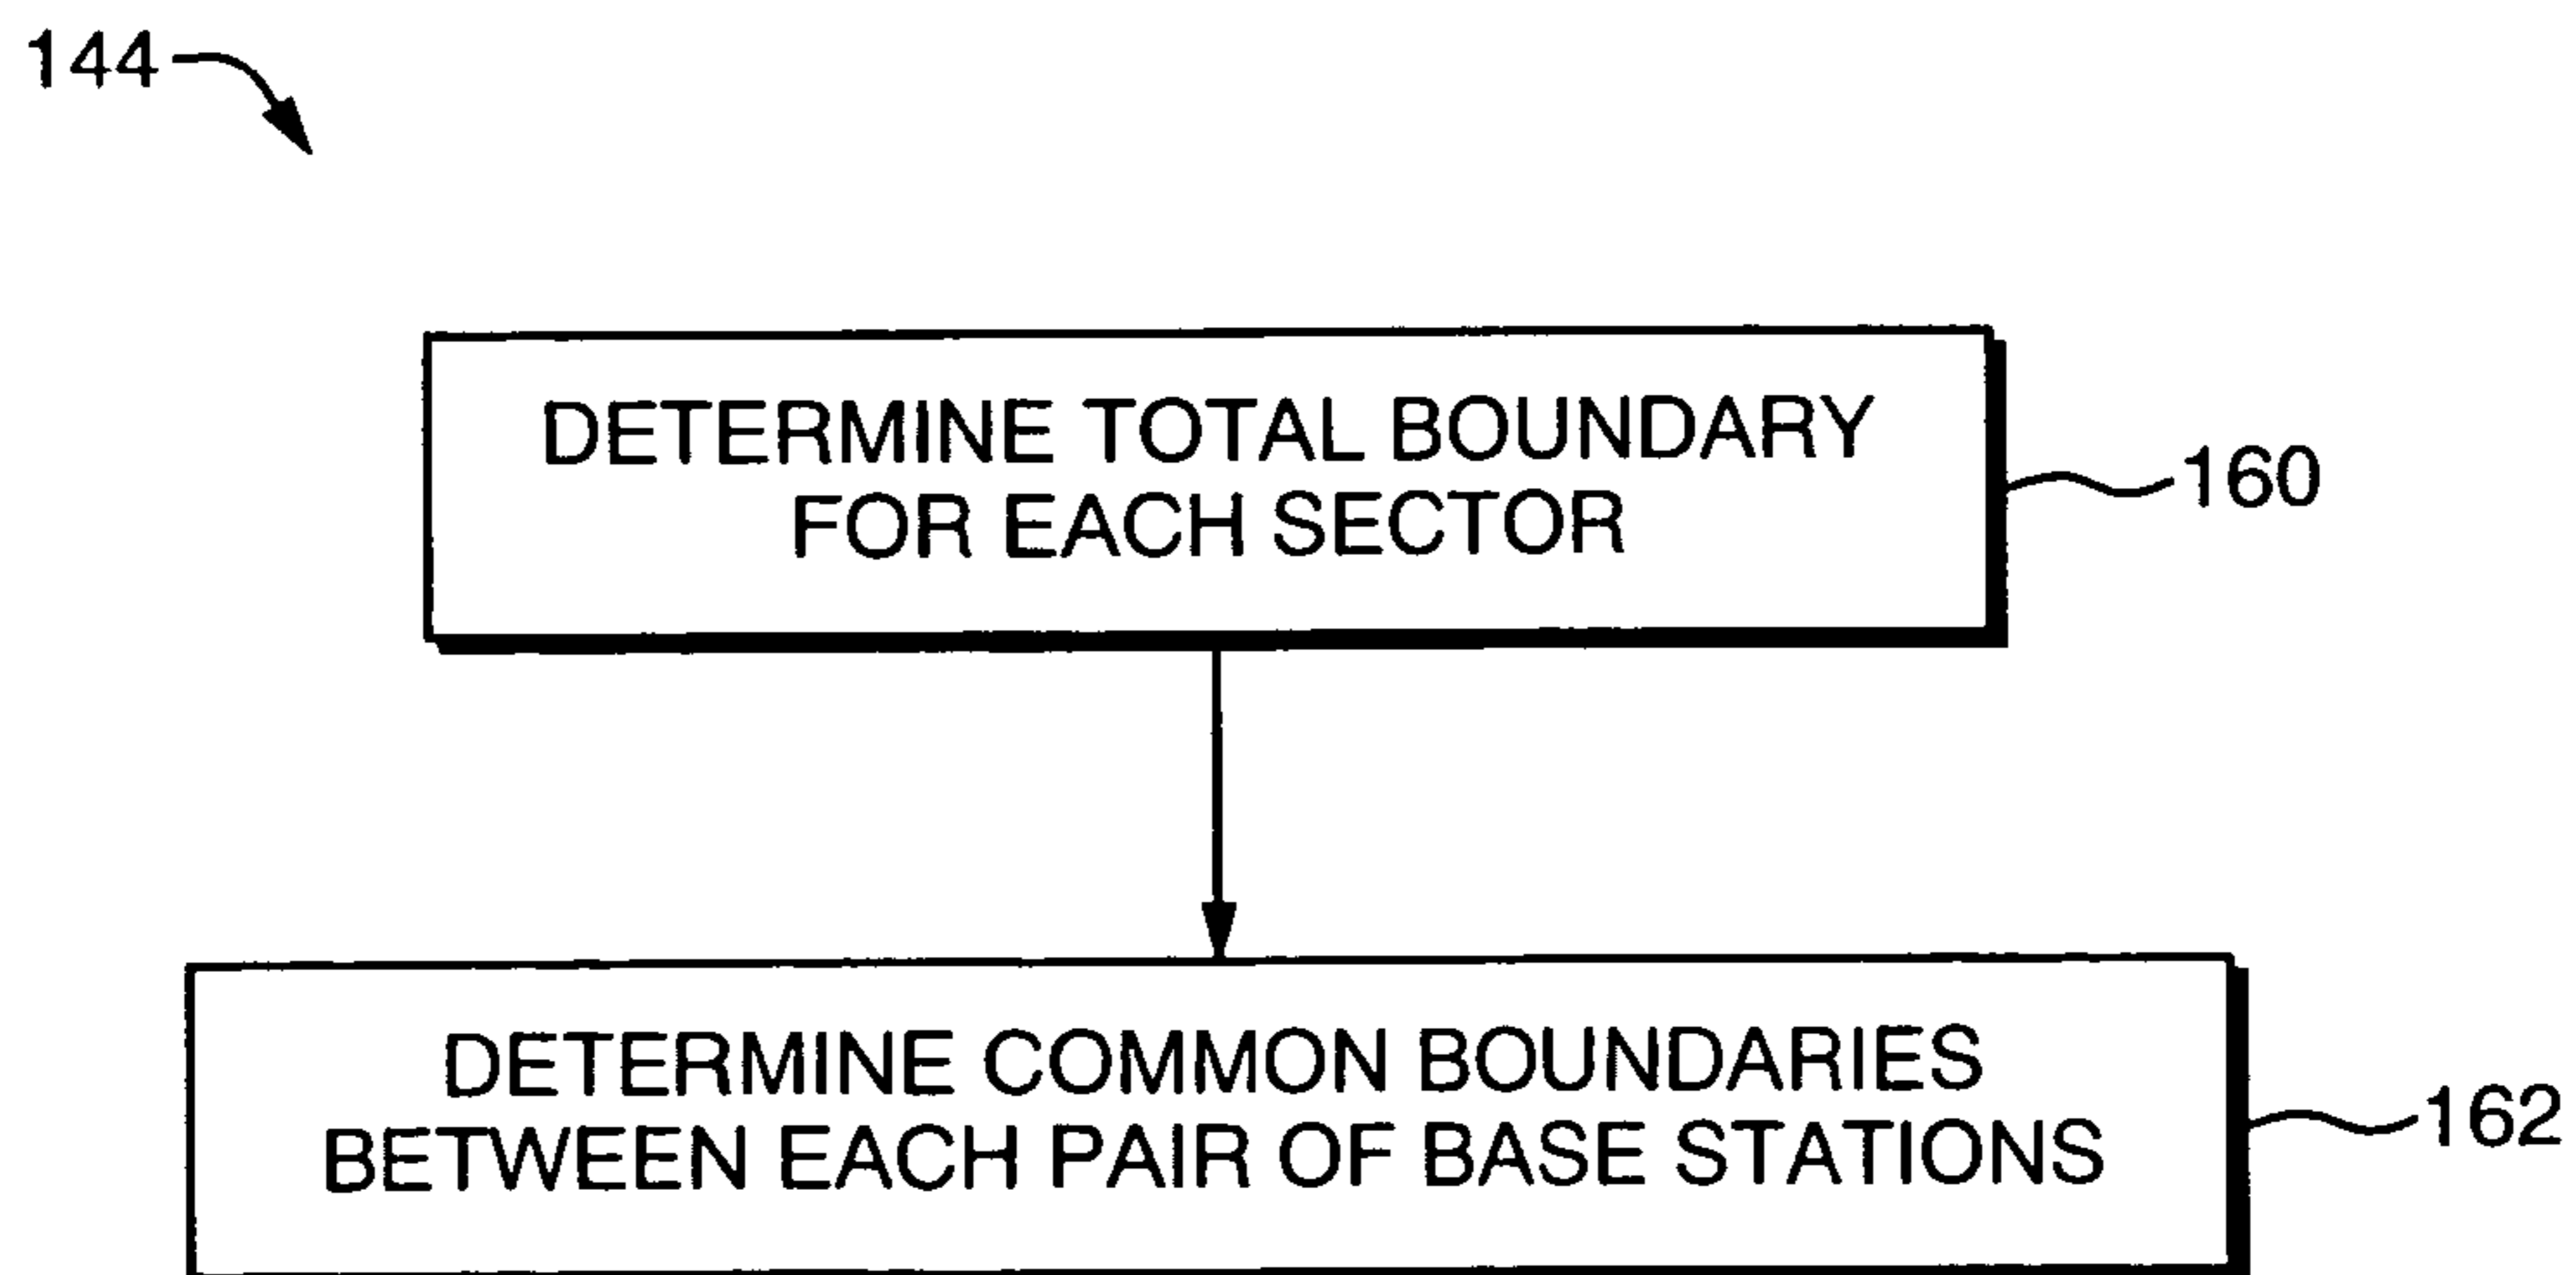 144
DETERMINE TOTAL BOUNDARY
FOR EACH SECTOR
160
DETERMINE COMMON BOUNDARIES
BETWEEN EACH PAIR OF BASE STATIONS
162